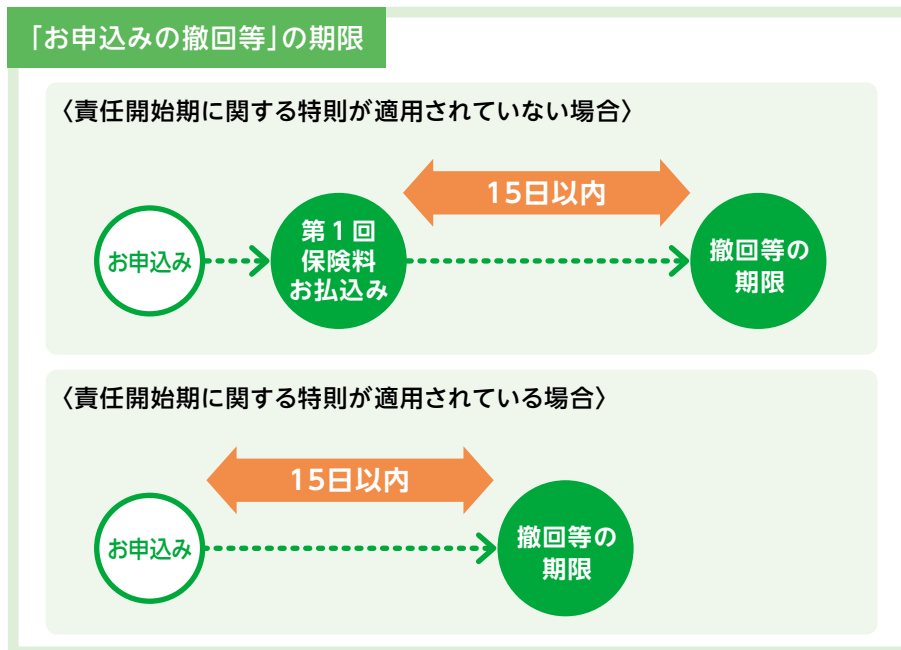 「お申込みの撤回等」の期限
〈責任開始期に関する特則が適用されていない場合〉
15日以内
お申込み
第1回
保険料
お払込み
撤回等の
期限
〈責任開始期に関する特則が適用されている場合〉
15日以内
お申込み
撤回等の
期限